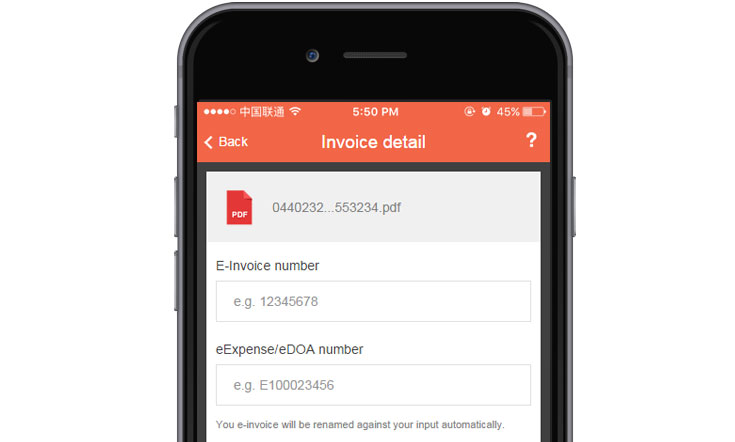 中国联通 5:50 PM 45%
Back Invoice detail ?
PDF 0440232...553234.pdf
E-Invoice number
e.g. 12345678
eExpense/eDOA number
e.g. E100023456
You e-invoice will be renamed against your input automatically.